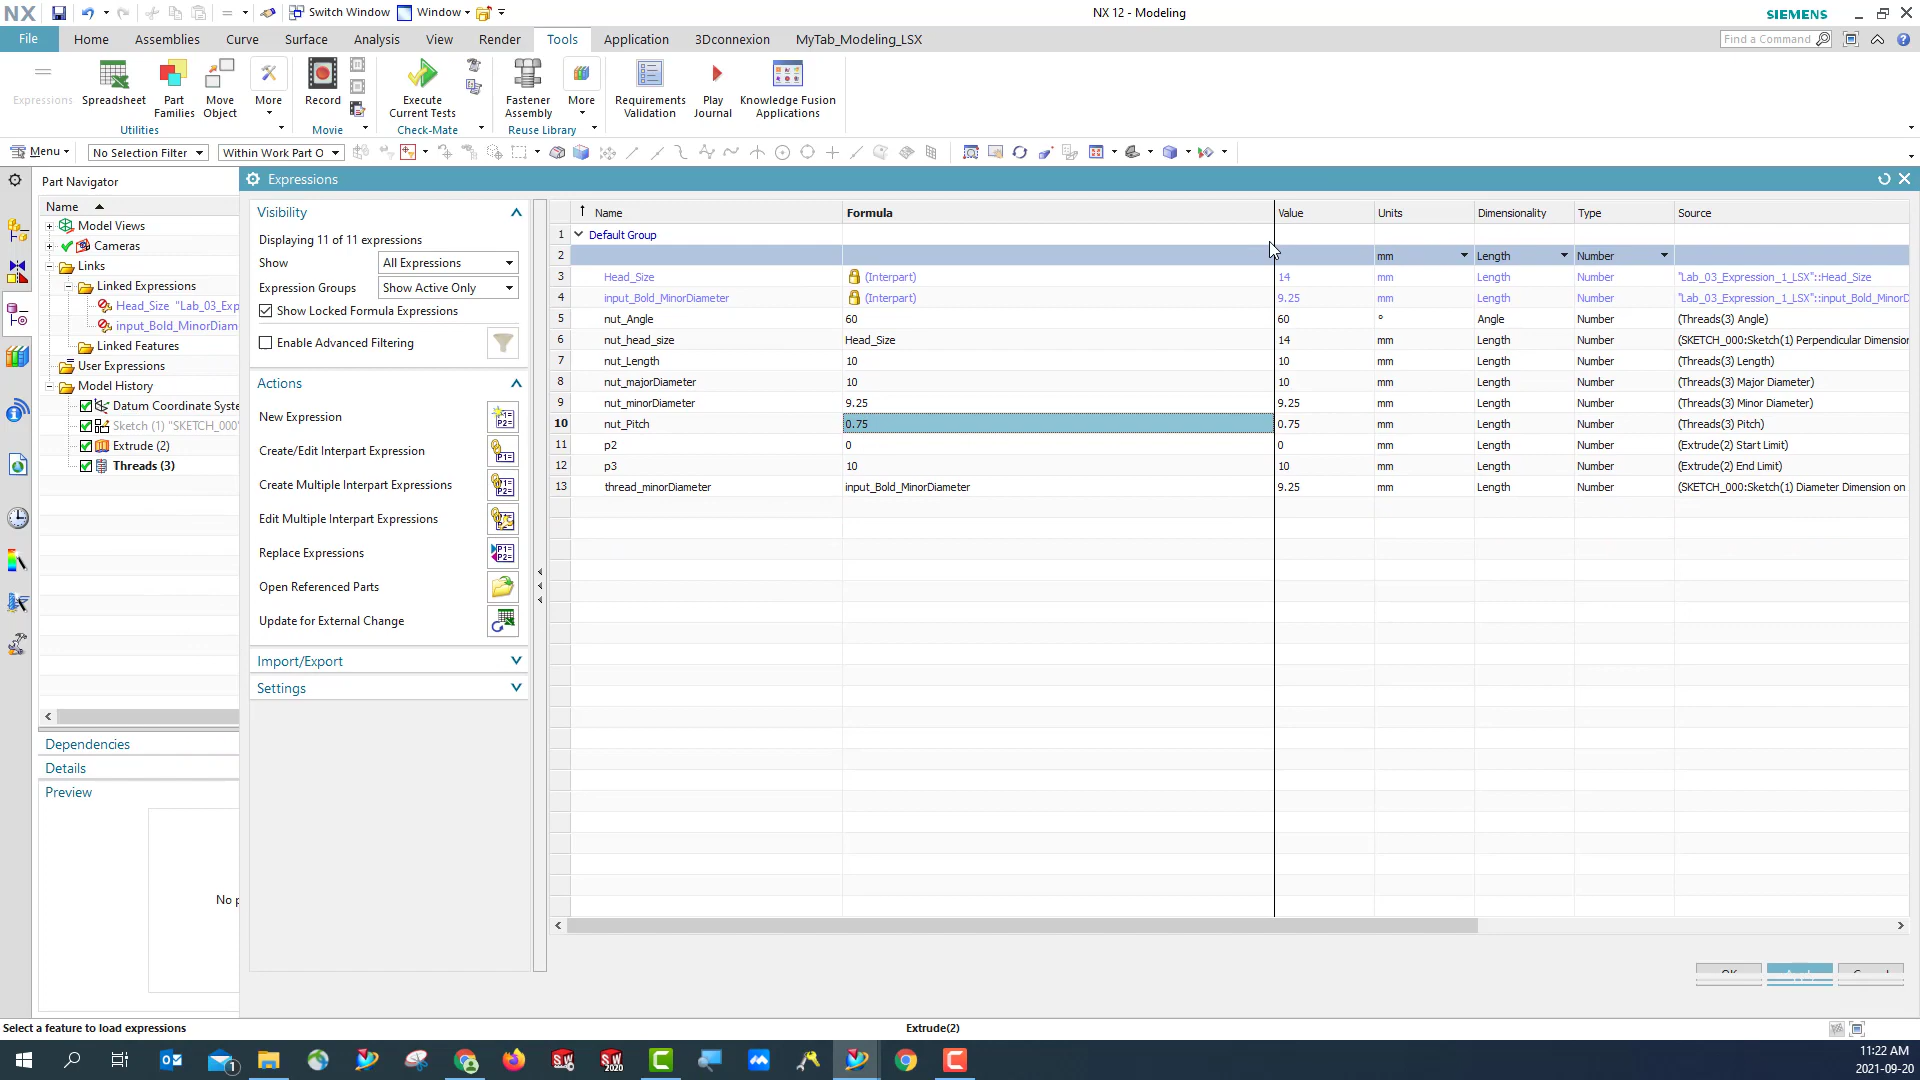 NX Switch Window Window NX 12 - Modeling SIEMENS
File Home Assemblies Curve Surface Analysis View Render Tools Application 3Dconnexion MyTab_Modeling_LSX Find a Command
Expressions Spreadsheet Part Families Move Object More Record Execute Current Tests Fastener Assembly More Requirements Validation Play Journal Knowledge Fusion Applications
Utilities Movie Check-Mate Reuse Library
Menu No Selection Filter Within Work Part O
Part Navigator Expressions
Name
Model Views
Cameras
Links
Linked Expressions
Head_Size "Lab_03_Exp
input_Bold_MinorDiam
Linked Features
User Expressions
Model History
Datum Coordinate Syste
Sketch (1) "SKETCH_000"
Extrude (2)
Threads (3)
Dependencies
Details
Preview
No p
Visibility
Displaying 11 of 11 expressions
Show All Expressions
Expression Groups Show Active Only
Show Locked Formula Expressions
Enable Advanced Filtering
Actions
New Expression
Create/Edit Interpart Expression
Create Multiple Interpart Expressions
Edit Multiple Interpart Expressions
Replace Expressions
Open Referenced Parts
Update for External Change
Import/Export
Settings
Name Formula Value Units Dimensionality Type Source
1 Default Group
2 mm Length Number
3 Head_Size (Interpart) 14 mm Length Number "Lab_03_Expression_1_LSX"::Head_Size
4 input_Bold_MinorDiameter (Interpart) 9.25 mm Length Number "Lab_03_Expression_1_LSX"::input_Bold_MinorD
5 nut_Angle 60 60 ° Angle Number (Threads(3) Angle)
6 nut_head_size Head_Size 14 mm Length Number (SKETCH_000:Sketch(1) Perpendicular Dimension
7 nut_Length 10 10 mm Length Number (Threads(3) Length)
8 nut_majorDiameter 10 10 mm Length Number (Threads(3) Major Diameter)
9 nut_minorDiameter 9.25 9.25 mm Length Number (Threads(3) Minor Diameter)
10 nut_Pitch 0.75 0.75 mm Length Number (Threads(3) Pitch)
11 p2 0 0 mm Length Number (Extrude(2) Start Limit)
12 p3 10 10 mm Length Number (Extrude(2) End Limit)
13 thread_minorDiameter input_Bold_MinorDiameter 9.25 mm Length Number (SKETCH_000:Sketch(1) Diameter Dimension on
Select a feature to load expressions Extrude(2)
11:22 AM
2021-09-20